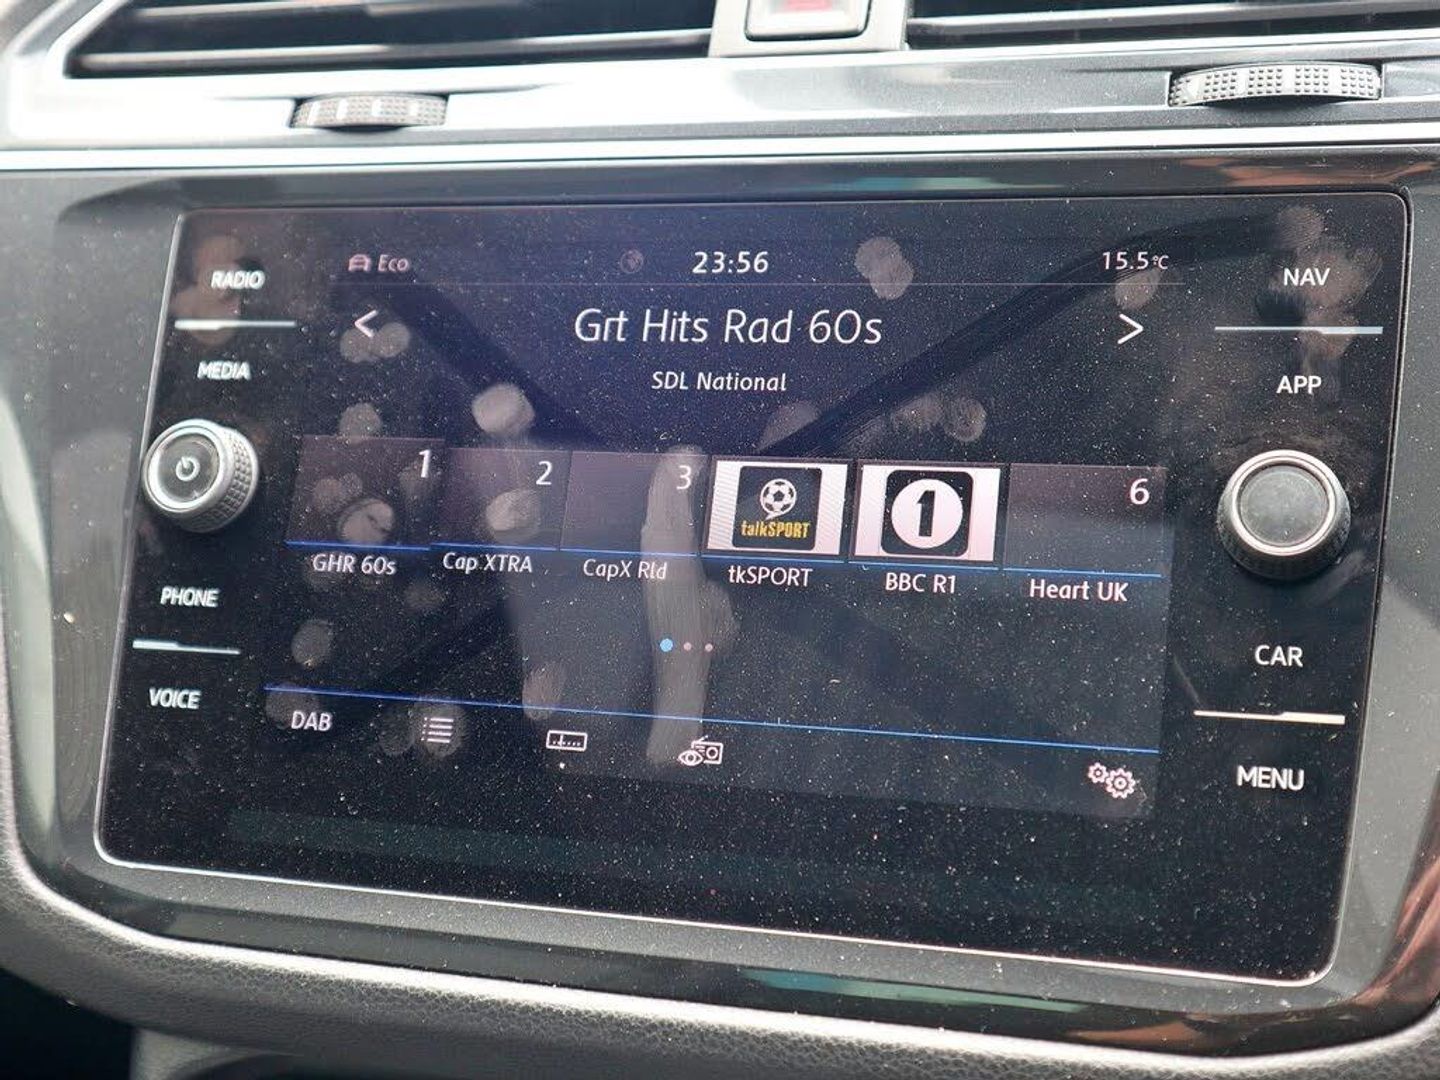 RADIO
Eco
23:56
15.5°C
NAV
<
Grt Hits Rad 60s
>
MEDIA
SDL National
APP
1
2
3
talkSPORT
1
6
GHR 60s
Cap XTRA
CapX Rld
tkSPORT
BBC R1
Heart UK
PHONE
CAR
VOICE
DAB
MENU